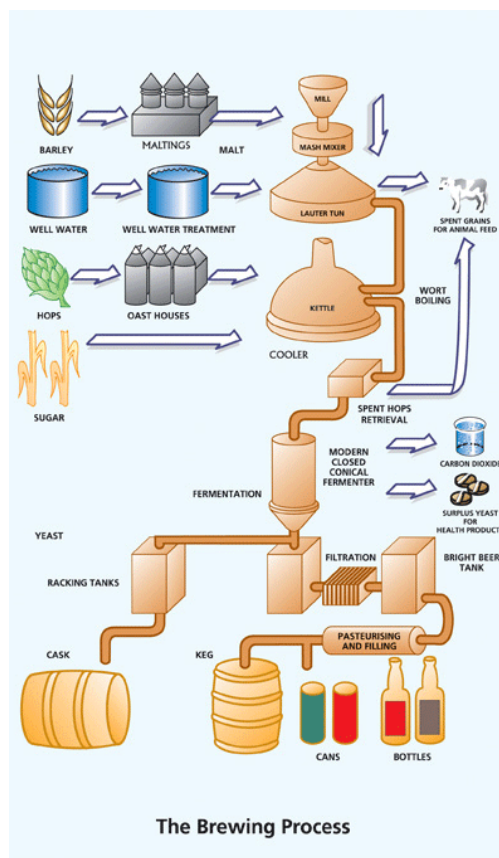 MILL
BARLEY
MALTINGS
MALT
MASH MIXER
WELL WATER
WELL WATER TREATMENT
LAUTER TUN
SPENT GRAINS
FOR ANIMAL FEED
HOPS
OAST HOUSES
KETTLE
WORT
BOILING
COOLER
SUGAR
SPENT HOPS
RETRIEVAL
MODERN
CLOSED
CONICAL
FERMENTER
CARBON DIOXIDE
FERMENTATION
SURPLUS YEAST
FOR
HEALTH PRODUCT
YEAST
RACKING TANKS
FILTRATION
BRIGHT BEER
TANK
PASTEURISING
AND FILLING
CASK
KEG
CANS
BOTTLES
The Brewing Process